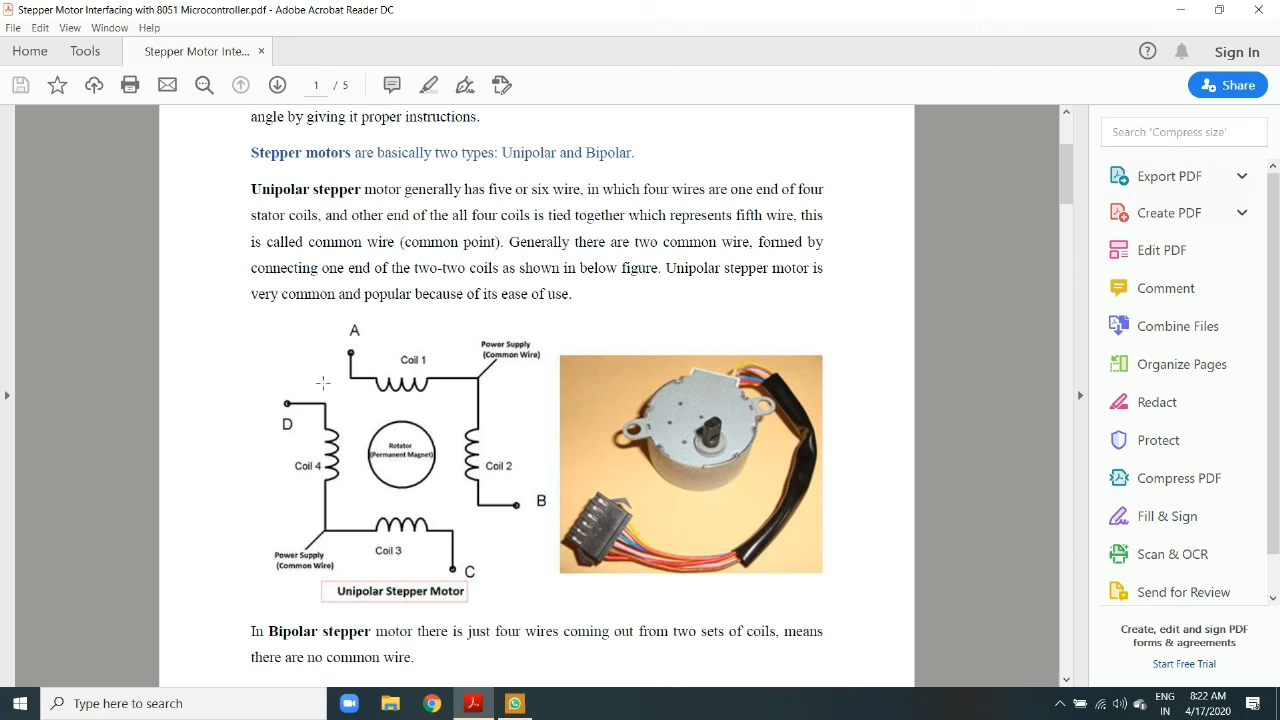 Stepper Motor Interfacing with 8051 Microcontroller.pdf - Adobe Acrobat Reader DC
File Edit View Window Help
Home Tools Stepper Motor Inte... × Sign In
1 / 5 Share
angle by giving it proper instructions.
Stepper motors are basically two types: Unipolar and Bipolar.
Unipolar stepper motor generally has five or six wire, in which four wires are one end of four
stator coils, and other end of the all four coils is tied together which represents fifth wire, this
is called common wire (common point). Generally there are two common wire, formed by
connecting one end of the two-two coils as shown in below figure. Unipolar stepper motor is
very common and popular because of its ease of use.
A
Coil 1
Power Supply
(Common Wire)
D
Rotator
(Permanent Magnet)
Coil 4
Coil 2
B
Coil 3
Power Supply
(Common Wire)
C
Unipolar Stepper Motor
In Bipolar stepper motor there is just four wires coming out from two sets of coils, means
there are no common wire.
Search 'Compress size'
Export PDF
Create PDF
Edit PDF
Comment
Combine Files
Organize Pages
Redact
Protect
Compress PDF
Fill & Sign
Scan & OCR
Send for Review
Create, edit and sign PDF
forms & agreements
Start Free Trial
Type here to search
ENG
IN
8:22 AM
4/17/2020